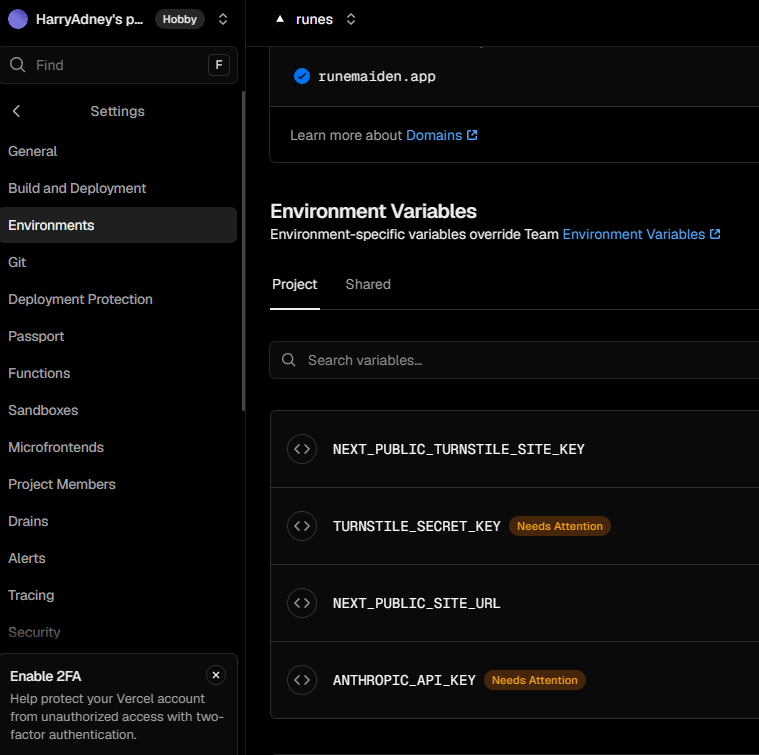 HarryAdney's p... Hobby
Find F
Settings
General
Build and Deployment
Environments
Git
Deployment Protection
Passport
Functions
Sandboxes
Microfrontends
Project Members
Drains
Alerts
Tracing
Security
Enable 2FA
Help protect your Vercel account
from unauthorized access with two-
factor authentication.
runes
runemaiden.app
Learn more about Domains
Environment Variables
Environment-specific variables override Team Environment Variables
Project Shared
Search variables...
NEXT_PUBLIC_TURNSTILE_SITE_KEY
TURNSTILE_SECRET_KEY Needs Attention
NEXT_PUBLIC_SITE_URL
ANTHROPIC_API_KEY Needs Attention